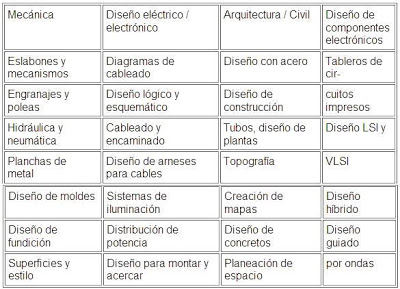 Mecánica
Diseño eléctrico /
electrónico
Arquitectura / Civil
Diseño de
componentes
electrónicos
Eslabones y
mecanismos
Diagramas de
cableado
Diseño con acero
Tableros de
cir-
Engranajes y
poleas
Diseño lógico y
esquemático
Diseño de
construcción
cuitos
impresos
Hidráulica y
neumática
Cableado y
encaminado
Tubos, diseño de
plantas
Diseño LSI y
Planchas de
metal
Diseño de arneses
para cables
Topografía
VLSI
Diseño de moldes
Sistemas de
iluminación
Creación de
mapas
Diseño
híbrido
Diseño de
fundición
Distribución de
potencia
Diseño de
concretos
Diseño
guiado
Superficies y
estilo
Diseño para montar y
acercar
Planeación de
espacio
por ondas